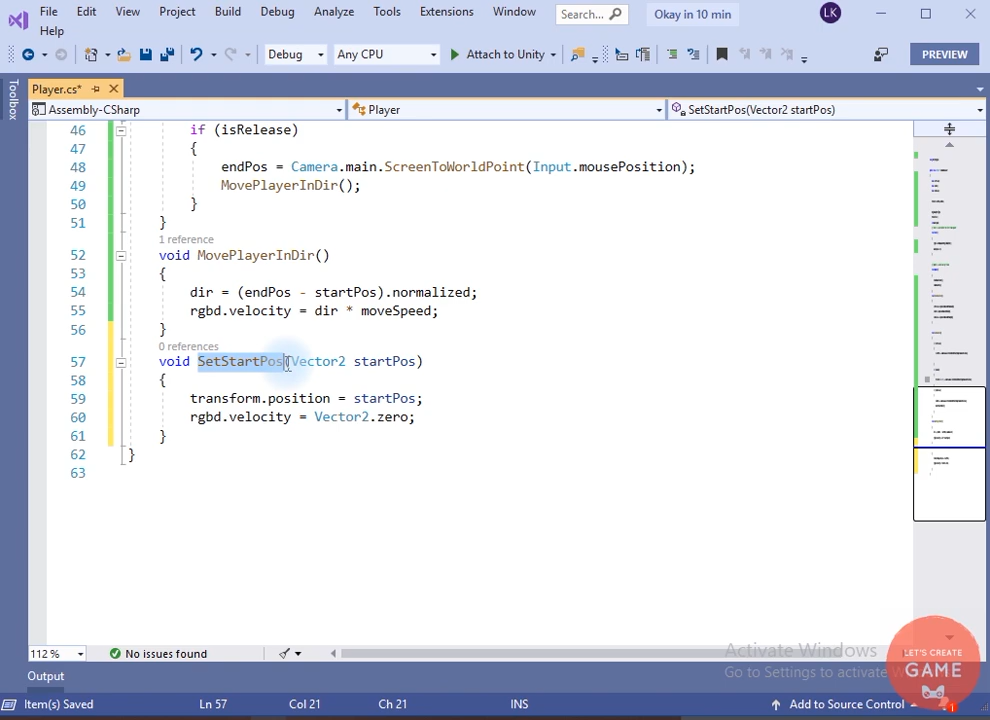 File Edit View Project Build Debug Analyze Tools Extensions Window Search... Okay in 10 min LK
Help
Debug Any CPU Attach to Unity PREVIEW
Toolbox
Player.cs*
Assembly-CSharp Player SetStartPos(Vector2 startPos)
46 if (isRelease)
47 {
48 endPos = Camera.main.ScreenToWorldPoint(Input.mousePosition);
49 MovePlayerInDir();
50 }
51 }
1 reference
52 void MovePlayerInDir()
53 {
54 dir = (endPos - startPos).normalized;
55 rgbd.velocity = dir * moveSpeed;
56 }
0 references
57 void SetStartPos(Vector2 startPos)
58 {
59 transform.position = startPos;
60 rgbd.velocity = Vector2.zero;
61 }
62 }
63
Activate Windows
Go to Settings to activate
LET'S CREATE
GAME
112 % No issues found
Output
Item(s) Saved Ln 57 Col 21 Ch 21 INS Add to Source Control 1